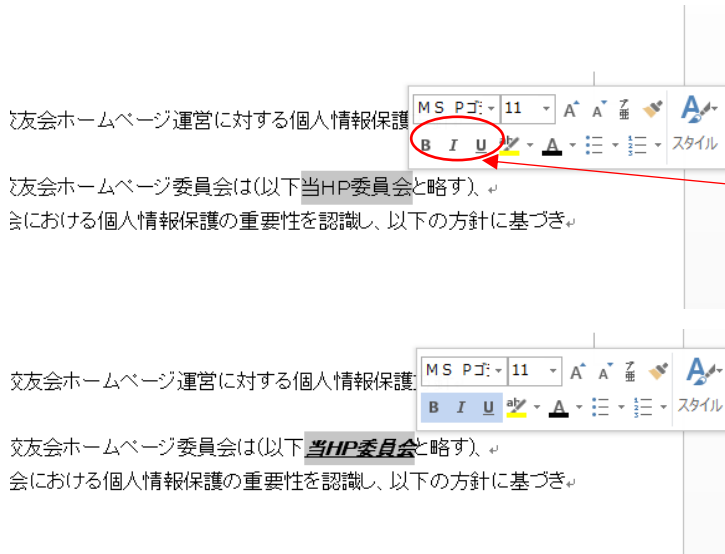 MS Pゴ 11
交友会ホームページ運営に対する個人情報保護
B I U ab A スタイル
交友会ホームページ委員会は(以下当HP委員会と略す)、
会における個人情報保護の重要性を認識し、以下の方針に基づき
MS Pゴ 11
交友会ホームページ運営に対する個人情報保護
B I U ab A スタイル
交友会ホームページ委員会は(以下当HP委員会と略す)、
会における個人情報保護の重要性を認識し、以下の方針に基づき